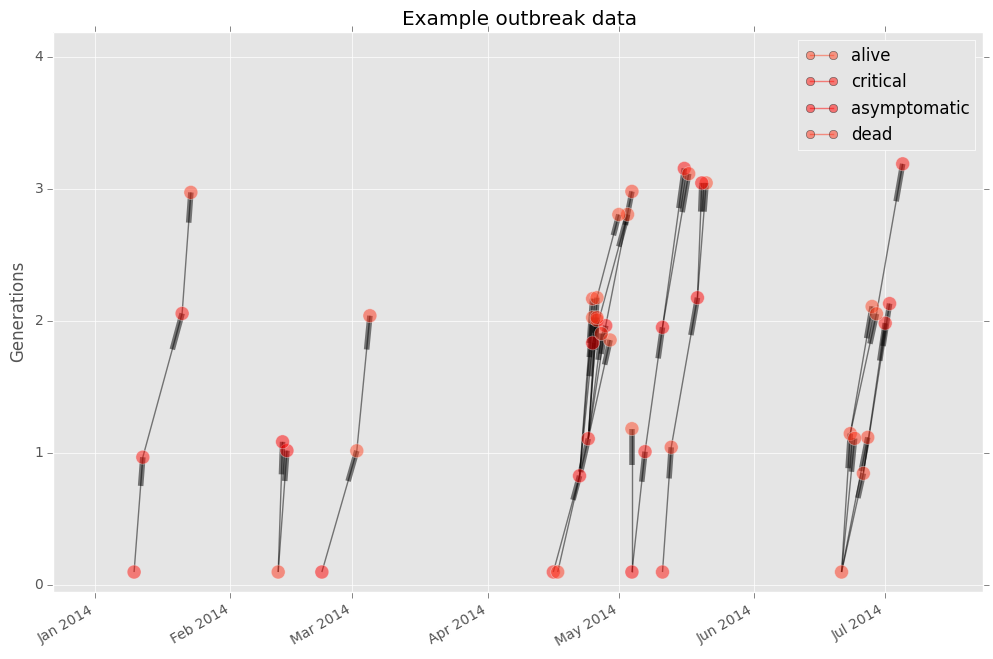 Example outbreak data
alive
critical
asymptomatic
dead
Generations
4
3
2
1
0
Jan 2014
Feb 2014
Mar 2014
Apr 2014
May 2014
Jun 2014
Jul 2014